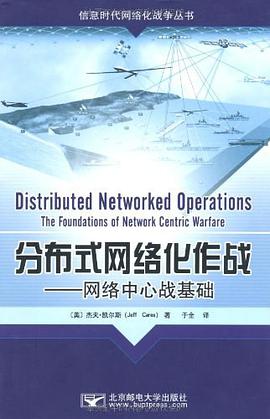 信息时代网络化战争丛书
Distributed Networked Operations
The Foundations of Network Centric Warfare
分布式网络化作战
——网络中心战基础
〔美〕杰夫·凯尔斯（Jeff Cares） 著 于全 译
北京邮电大学出版社
www.buptpress.com